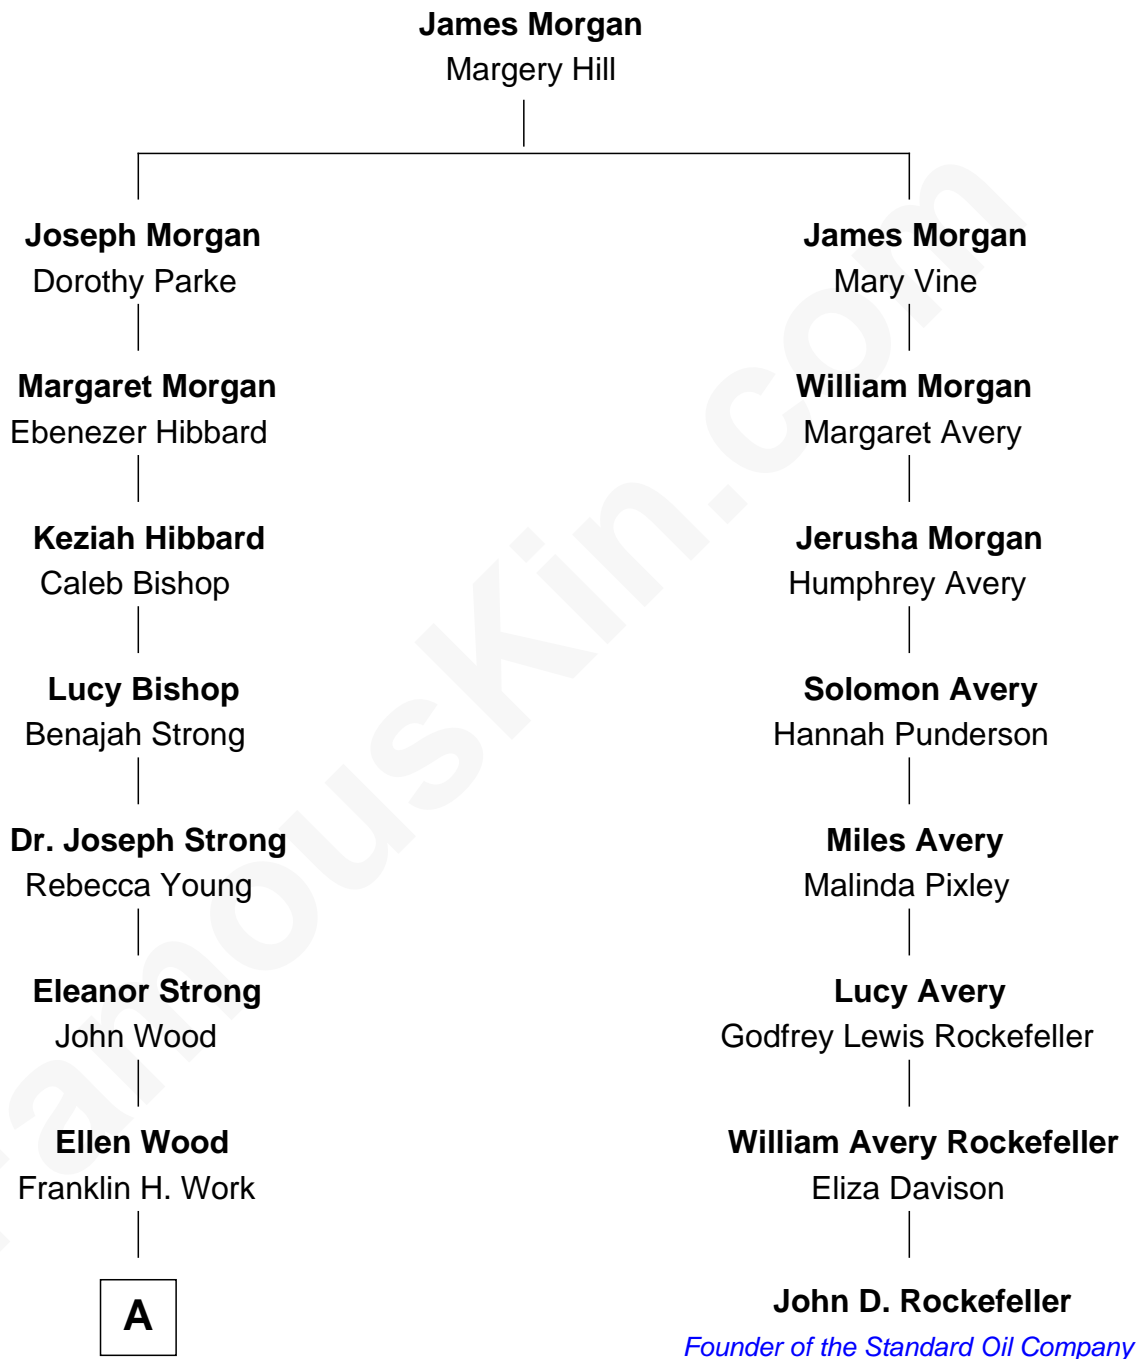 James Morgan
Margery Hill
Joseph Morgan
Dorothy Parke
James Morgan
Mary Vine
Margaret Morgan
Ebenezer Hibbard
William Morgan
Margaret Avery
Keziah Hibbard
Caleb Bishop
Jerusha Morgan
Humphrey Avery
Lucy Bishop
Benajah Strong
Solomon Avery
Hannah Punderson
Dr. Joseph Strong
Rebecca Young
Miles Avery
Malinda Pixley
Eleanor Strong
John Wood
Lucy Avery
Godfrey Lewis Rockefeller
Ellen Wood
Franklin H. Work
William Avery Rockefeller
Eliza Davison
A
John D. Rockefeller
Founder of the Standard Oil Company
FamousKin.com